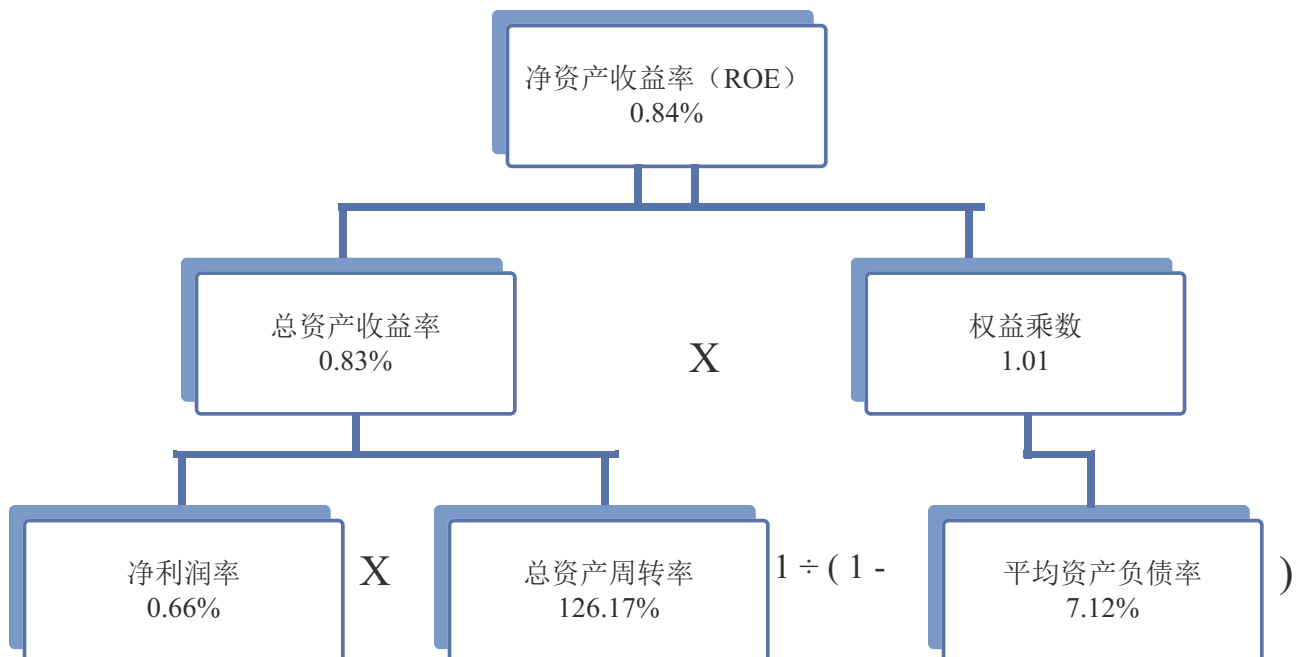 净资产收益率（ROE）
0.84%
总资产收益率
0.83%
X
权益乘数
1.01
净利润率
0.66%
X
总资产周转率
126.17%
1 ÷ ( 1 -
平均资产负债率
7.12%
)